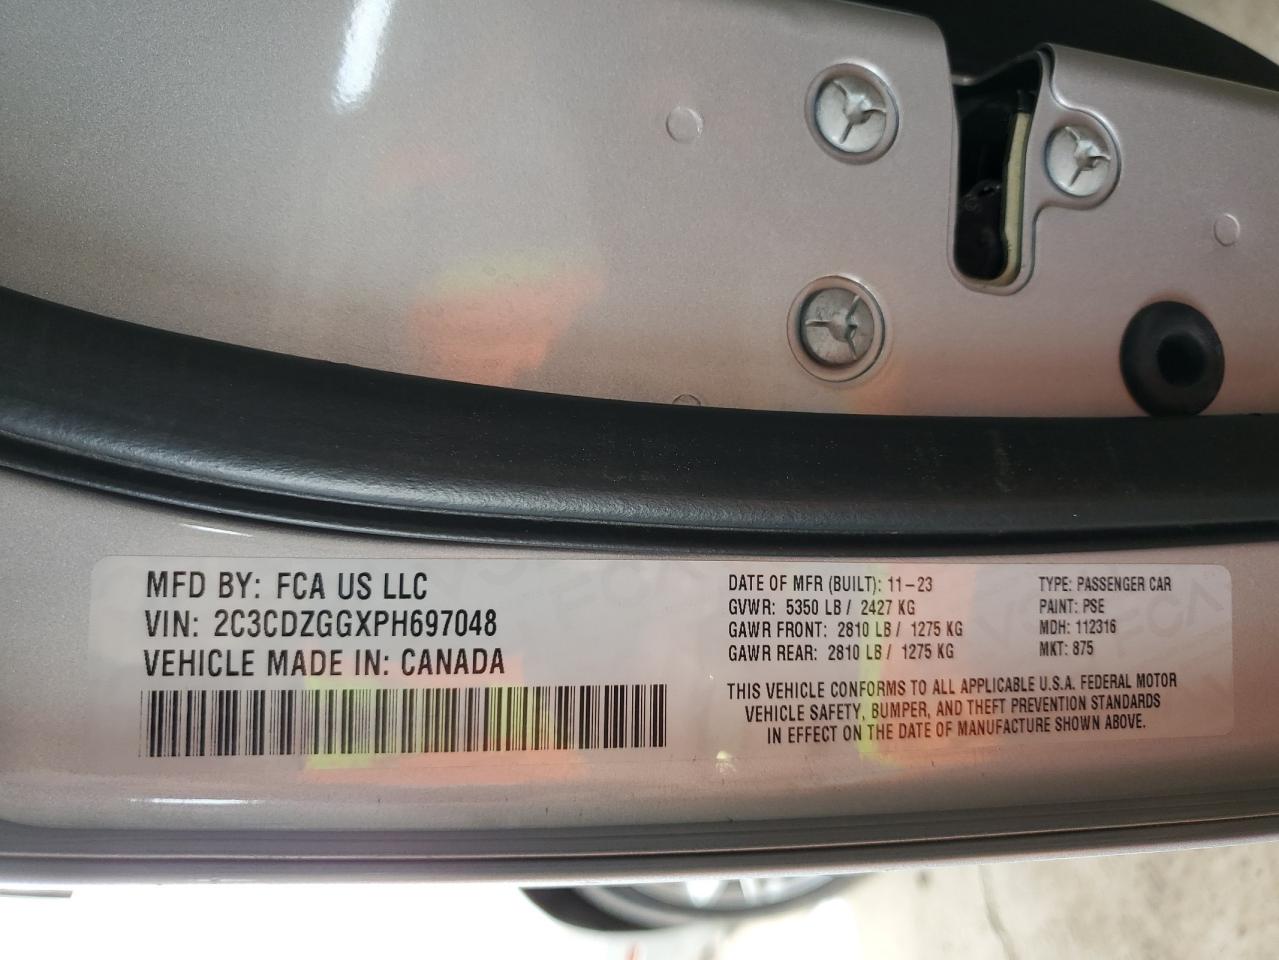 MFD BY: FCA US LLC
VIN: 2C3CDZGGXPH697048
VEHICLE MADE IN: CANADA
DATE OF MFR (BUILT): 11-23
GVWR: 5350 LB / 2427 KG
GAWR FRONT: 2810 LB / 1275 KG
GAWR REAR: 2810 LB / 1275 KG
TYPE: PASSENGER CAR
PAINT: PSE
MDH: 112316
MKT: 875
THIS VEHICLE CONFORMS TO ALL APPLICABLE U.S.A. FEDERAL MOTOR
VEHICLE SAFETY, BUMPER, AND THEFT PREVENTION STANDARDS
IN EFFECT ON THE DATE OF MANUFACTURE SHOWN ABOVE.